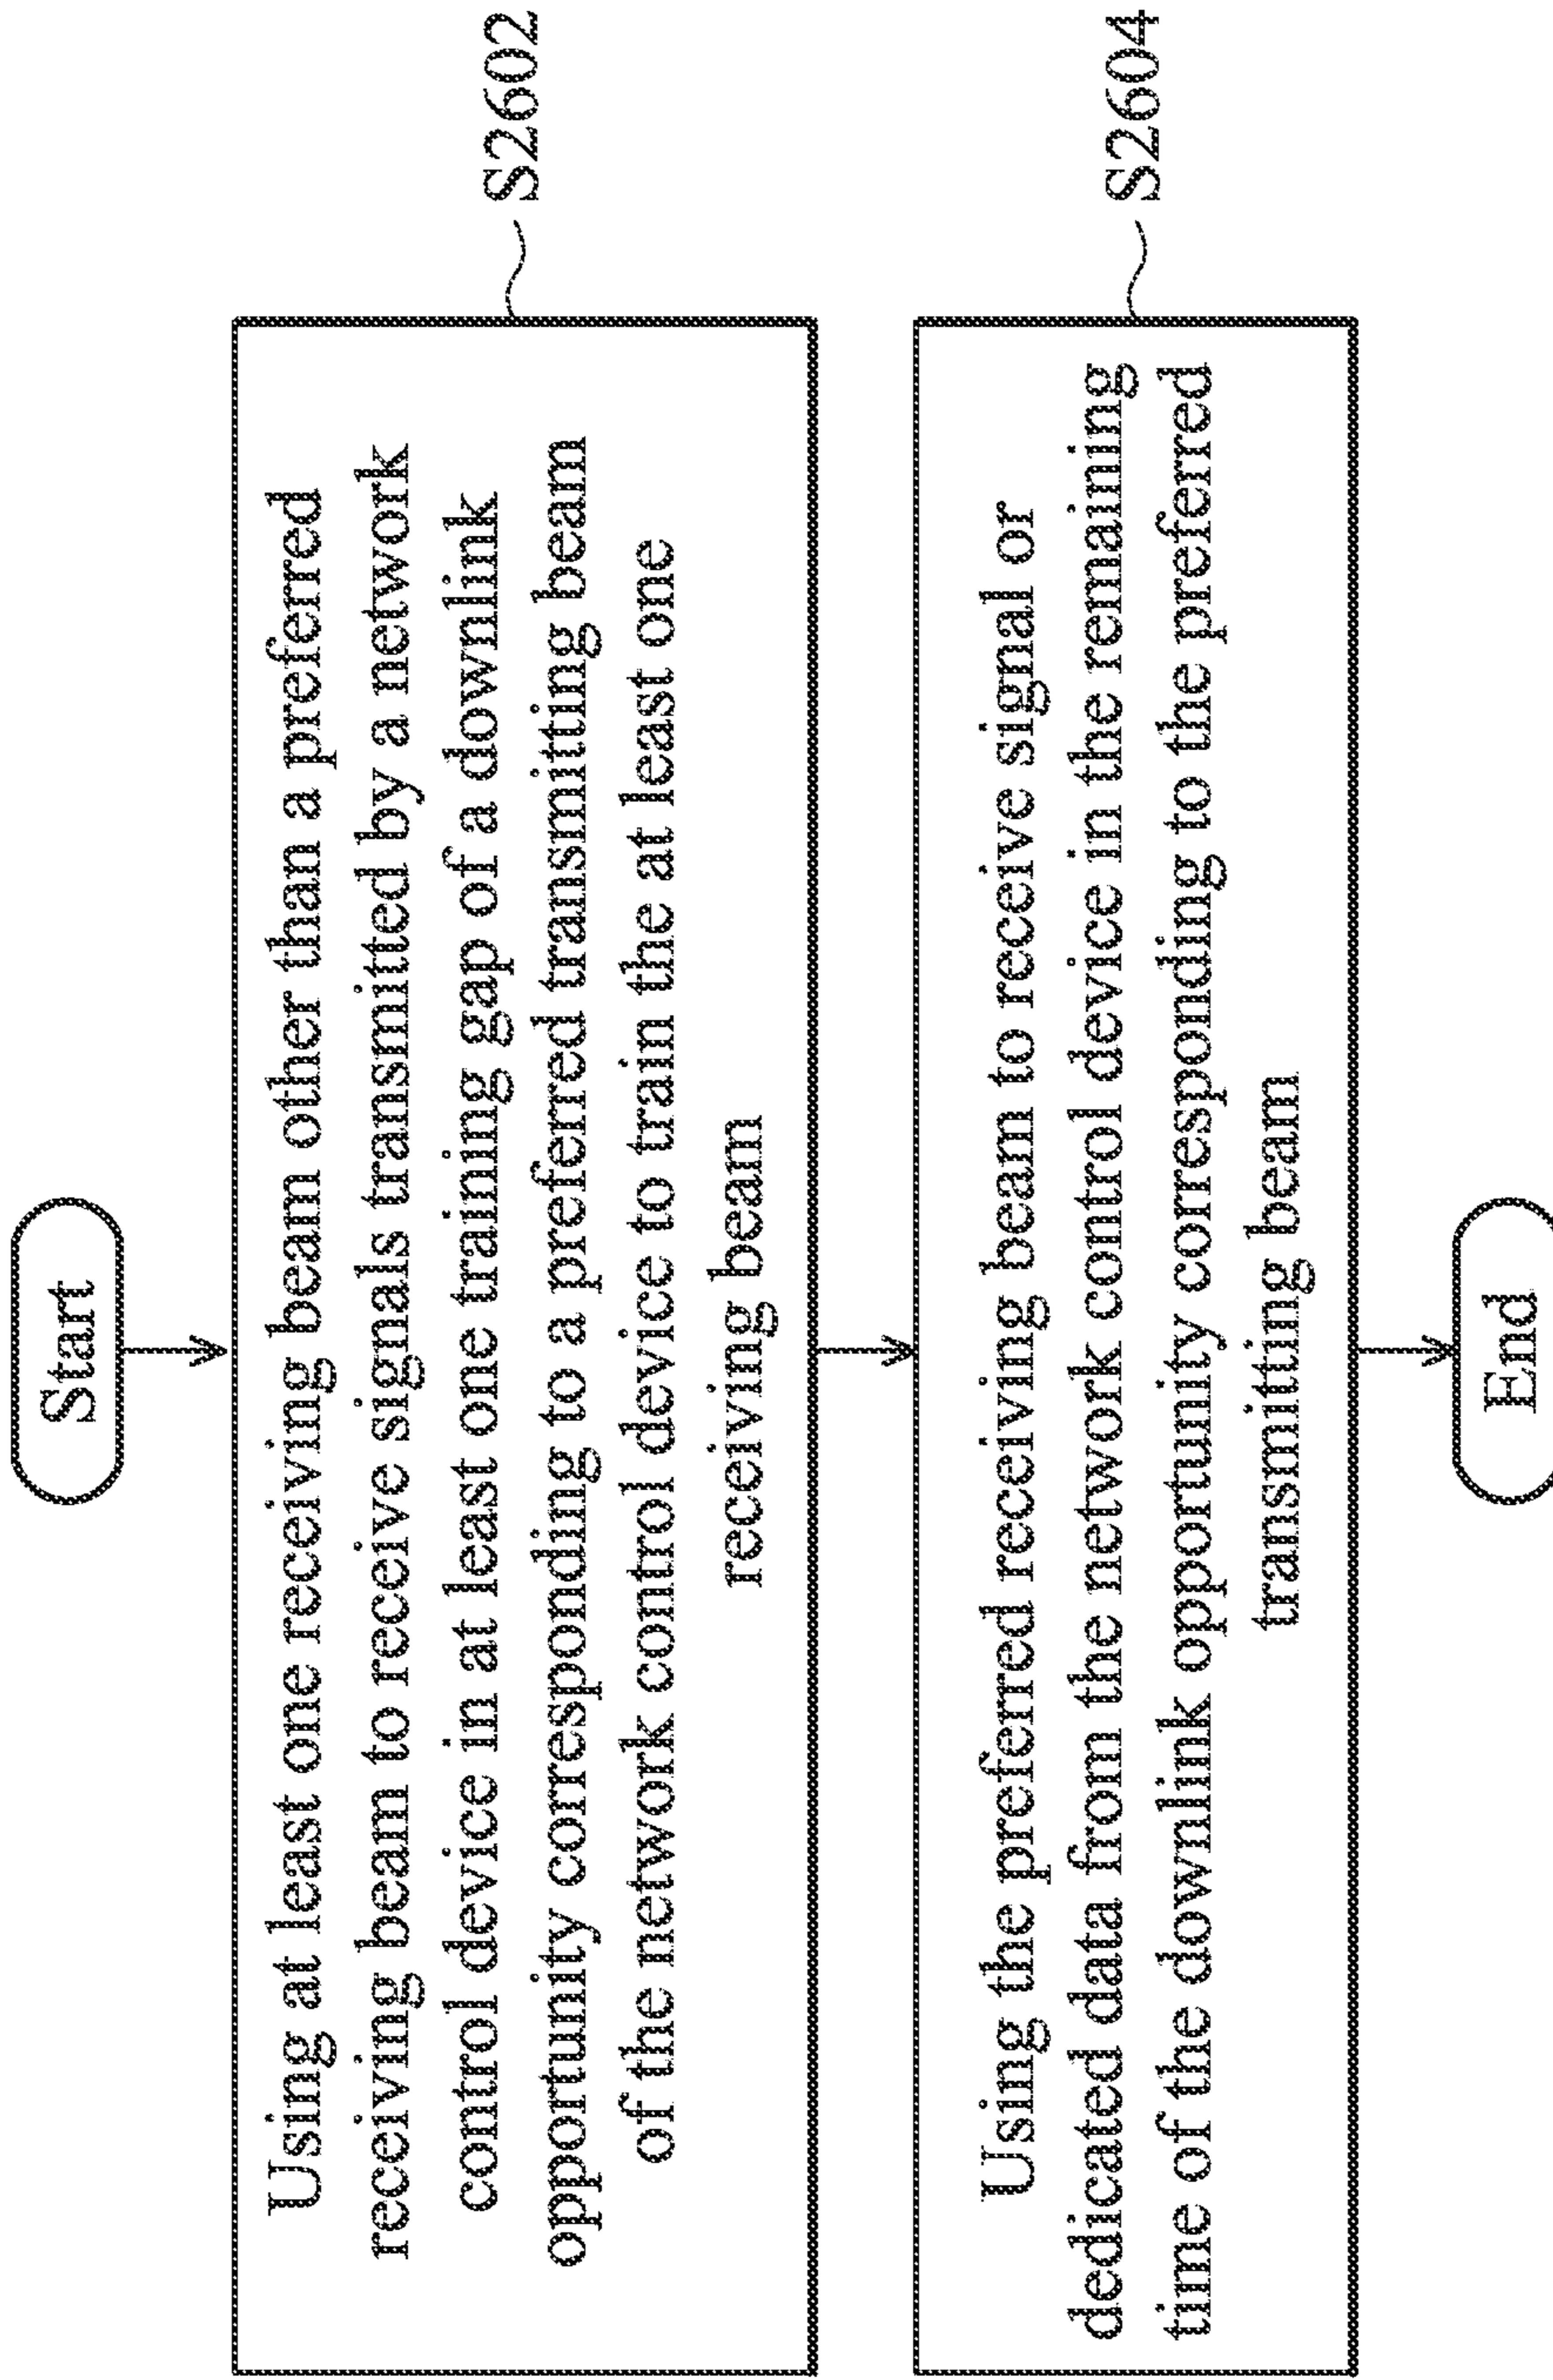 Start
Using at least one receiving beam other than a preferred
receiving beam to receive signals transmitted by a network
control device in at least one training gap of a downlink
opportunity corresponding to a preferred transmitting beam
of the network control device to train the at least one
receiving beam
S2602
Using the preferred receiving beam to receive signal or
dedicated data from the network control device in the remaining
time of the downlink opportunity corresponding to the preferred
transmitting beam
S2604
End